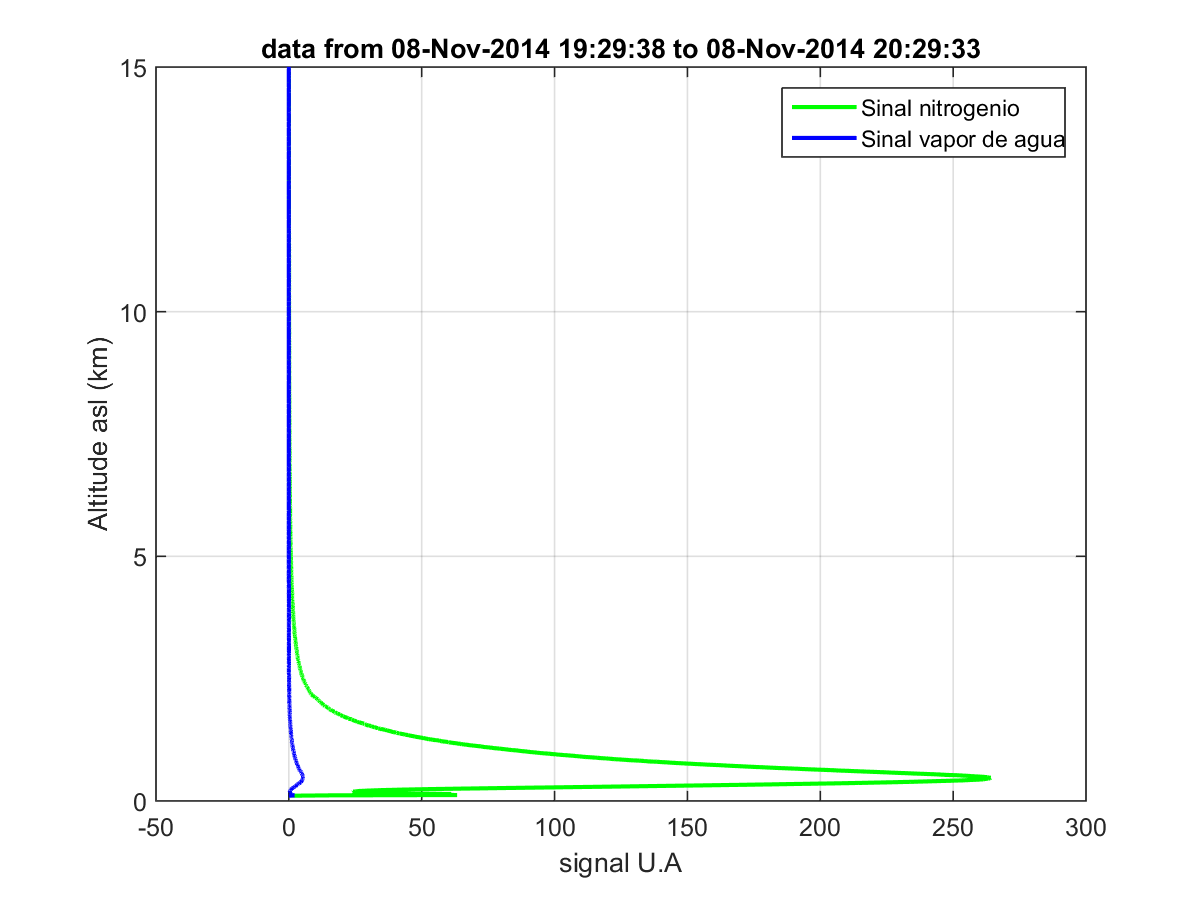 data from 08-Nov-2014 19:29:38 to 08-Nov-2014 20:29:33
15
Sinal nitrogenio
Sinal vapor de agua
10
Altitude asl (km)
5
0
-50 0 50 100 150 200 250 300
signal U.A